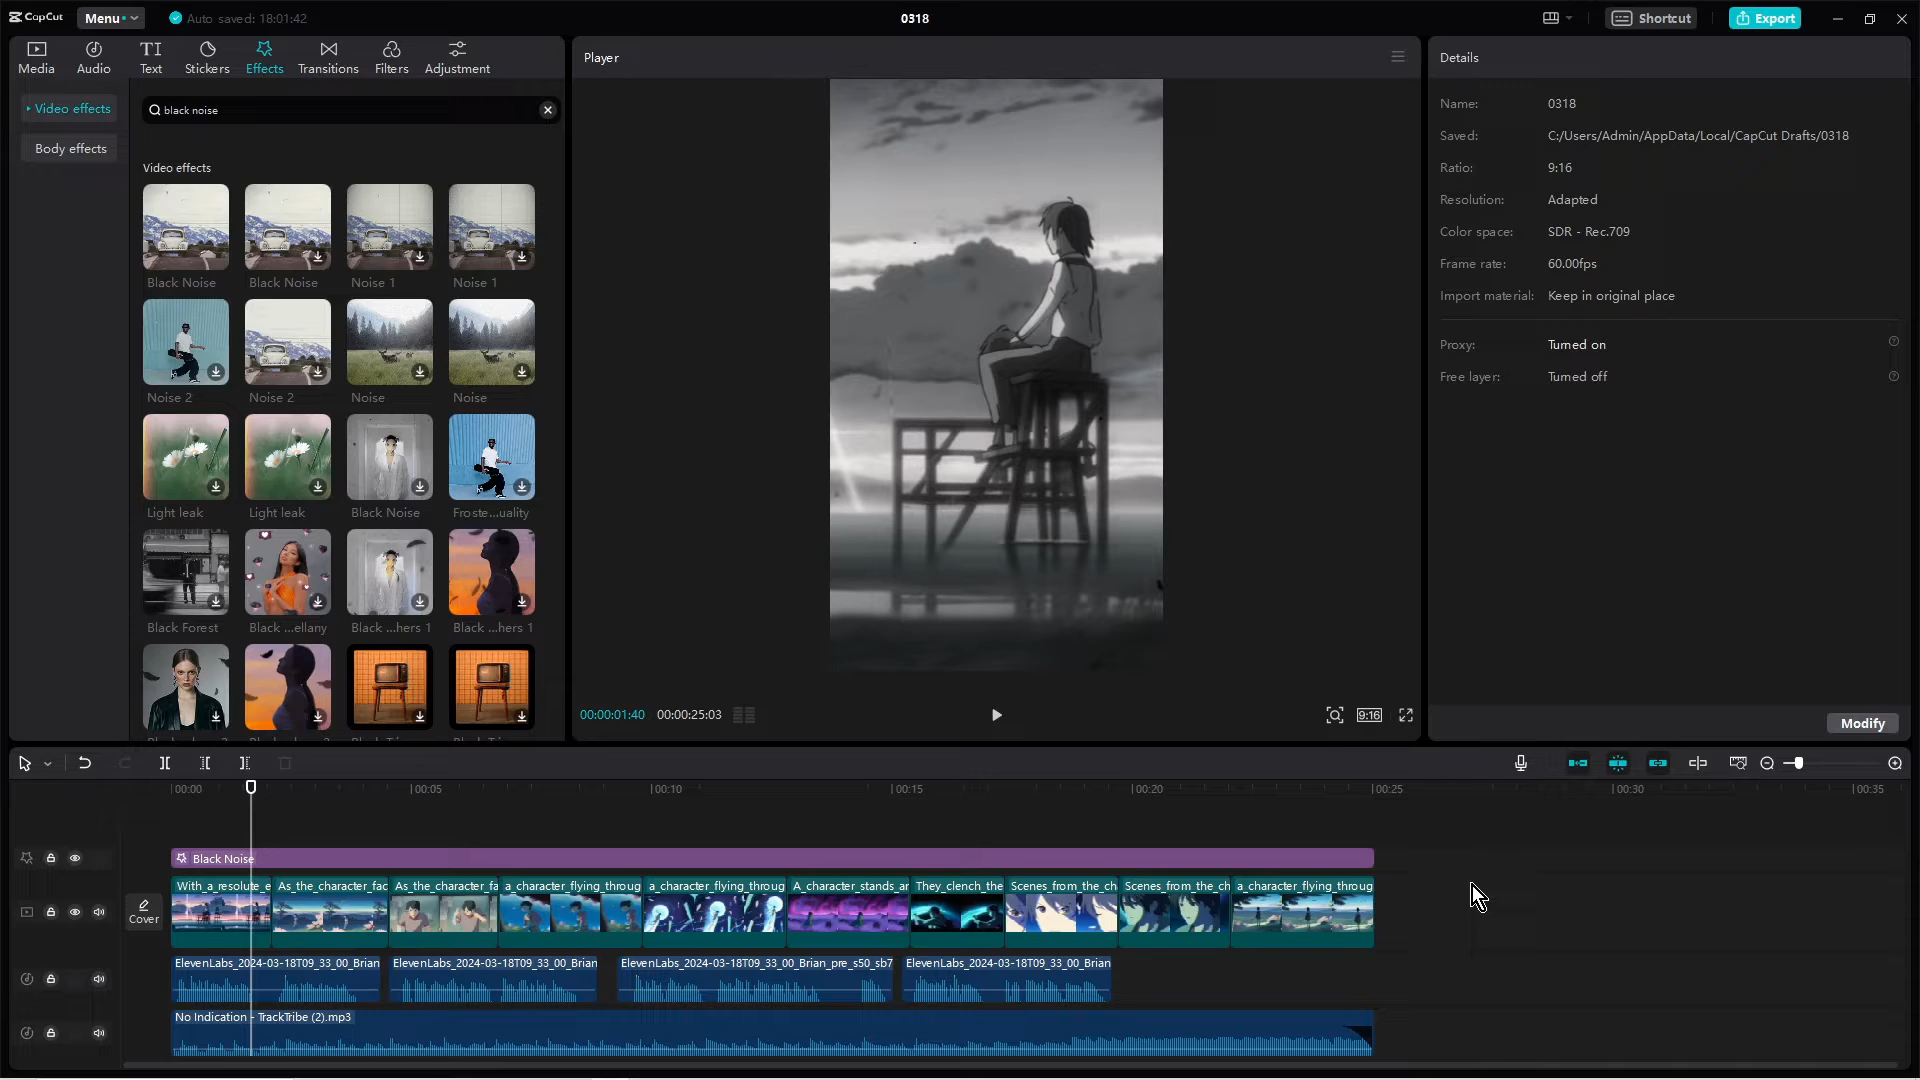 CapCut
Menu
Auto saved: 18:01:42
0318
Shortcut
Export
Media
Audio
Text
Stickers
Effects
Transitions
Filters
Adjustment
Video effects
Body effects
black noise
Video effects
Black Noise
Black Noise
Noise 1
Noise 1
Noise 2
Noise 2
Noise
Noise
Light leak
Light leak
Black Noise
Froste...uality
Black Forest
Black ...ellany
Black ...hers 1
Black ...hers 1
Player
00:00:01:40
00:00:25:03
9:16
Details
Name: 0318
Saved: C:/Users/Admin/AppData/Local/CapCut Drafts/0318
Ratio: 9:16
Resolution: Adapted
Color space: SDR - Rec.709
Frame rate: 60.00fps
Import material: Keep in original place
Proxy: Turned on
Free layer: Turned off
Modify
00:00 00:05 00:10 00:15 00:20 00:25 00:30 00:35
Black Noise
Cover
With_a_resolute_e
As_the_character_fac
As_the_character_fa
a_character_flying_throug
a_character_flying_throug
A_character_stands_ar
They_clench_the
Scenes_from_the_ch
Scenes_from_the_ch
a_character_flying_throug
ElevenLabs_2024-03-18T09_33_00_Brian
ElevenLabs_2024-03-18T09_33_00_Brian
ElevenLabs_2024-03-18T09_33_00_Brian_pre_s50_sb7
ElevenLabs_2024-03-18T09_33_00_Brian
No Indication - TrackTribe (2).mp3